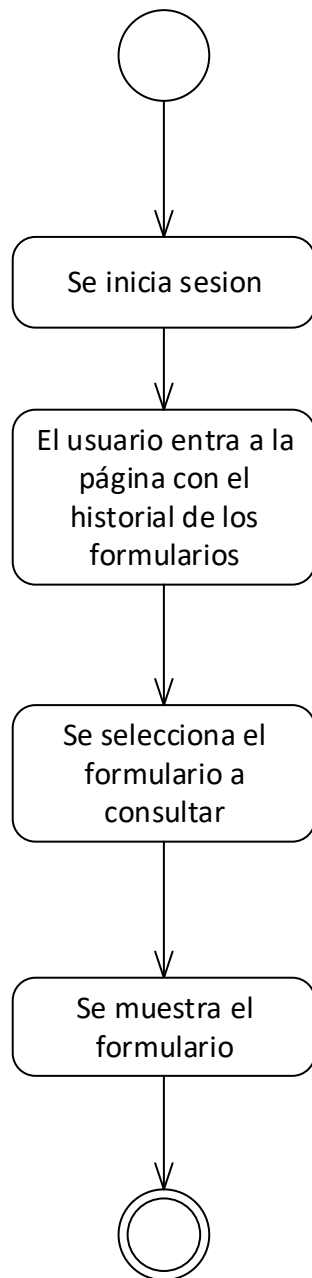 Se inicia sesion
El usuario entra a la
página con el
historial de los
formularios
Se selecciona el
formulario a
consultar
Se muestra el
formulario